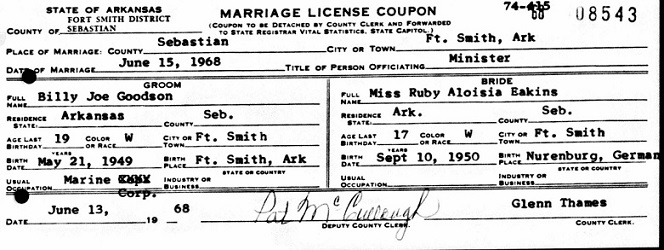 STATE OF ARKANSAS
FORT SMITH DISTRICT
COUNTY OF SEBASTIAN
MARRIAGE LICENSE COUPON
(COUPON TO BE DETACHED BY COUNTY CLERK AND FORWARDED
TO STATE REGISTRAR VITAL STATISTICS, STATE CAPITOL.)
74-415
68 08543
PLACE OF MARRIAGE: COUNTY Sebastian CITY OR TOWN Ft. Smith, Ark
DATE OF MARRIAGE June 15, 1968 TITLE OF PERSON OFFICIATING Minister
GROOM
FULL NAME Billy Joe Goodson
RESIDENCE STATE: Arkansas COUNTY: Seb.
AGE LAST BIRTHDAY 19 YEARS COLOR W CITY OR TOWN Ft. Smith
BIRTH DATE May 21, 1949 BIRTH PLACE Ft. Smith, Ark
STATE OR COUNTRY
USUAL OCCUPATION Marine Corp. INDUSTRY OR BUSINESS
BRIDE
FULL NAME Miss Ruby Aloisia Eakins
RESIDENCE STATE: Ark. COUNTY: Seb.
AGE LAST BIRTHDAY 17 YEARS COLOR W CITY OR TOWN Ft. Smith
BIRTH DATE Sept 10, 1950 BIRTH PLACE Nurenburg, German
STATE OR COUNTRY
USUAL OCCUPATION INDUSTRY OR BUSINESS
DATE June 13, 19 — 68 Pat McCullough Glenn Thames
DEPUTY COUNTY CLERK COUNTY CLERK.